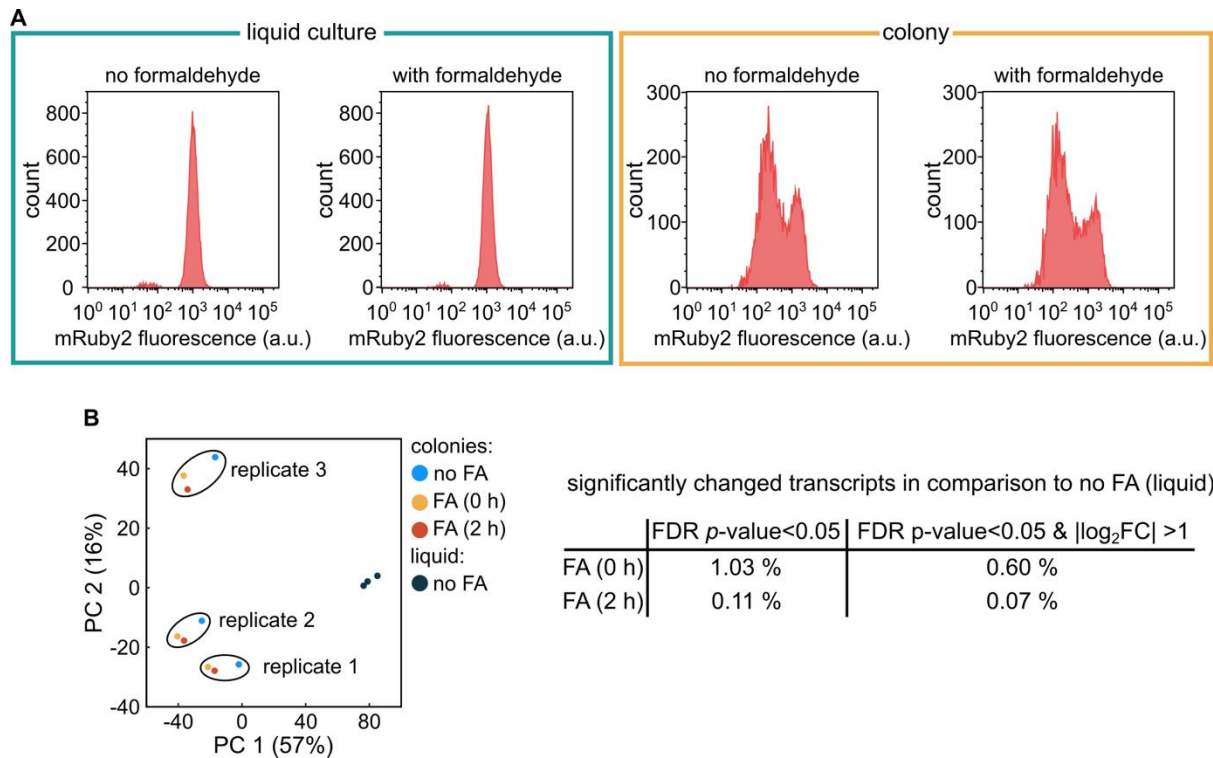 A
liquid culture
no formaldehyde
with formaldehyde
800
600
400
200
0
count
10⁰ 10¹ 10² 10³ 10⁴ 10⁵
mRuby2 fluorescence (a.u.)
800
600
400
200
0
count
10⁰ 10¹ 10² 10³ 10⁴ 10⁵
mRuby2 fluorescence (a.u.)
colony
no formaldehyde
with formaldehyde
300
200
100
0
count
10⁰ 10¹ 10² 10³ 10⁴ 10⁵
mRuby2 fluorescence (a.u.)
300
200
100
0
count
10⁰ 10¹ 10² 10³ 10⁴ 10⁵
mRuby2 fluorescence (a.u.)
B
40
20
0
-20
-40
PC 2 (16%)
replicate 3
replicate 2
replicate 1
-40 0 40 80
PC 1 (57%)
colonies:
no FA
FA (0 h)
FA (2 h)
liquid:
no FA
significantly changed transcripts in comparison to no FA (liquid)
FDR p-value<0.05 FDR p-value<0.05 & |log₂FC| >1
FA (0 h) 1.03 % 0.60 %
FA (2 h) 0.11 % 0.07 %